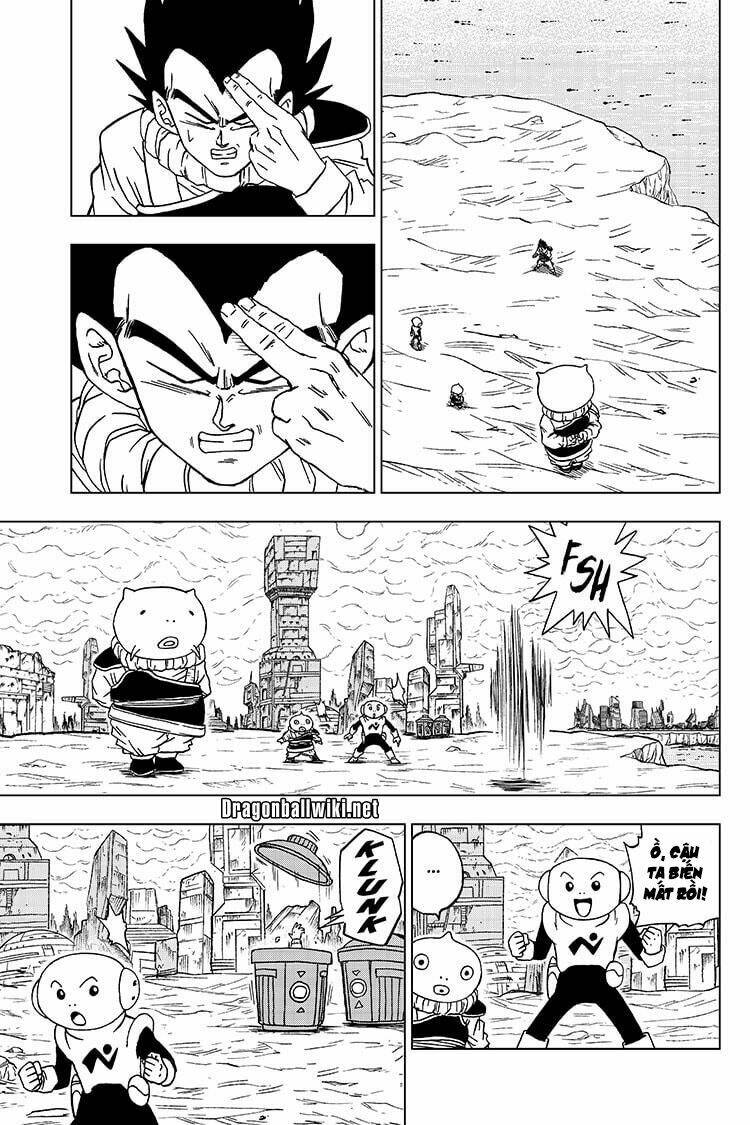 FSH
Dragonballwiki.net
Ồ, CẬU
TA BIẾN
MẤT RỒI!
...
KLUNK